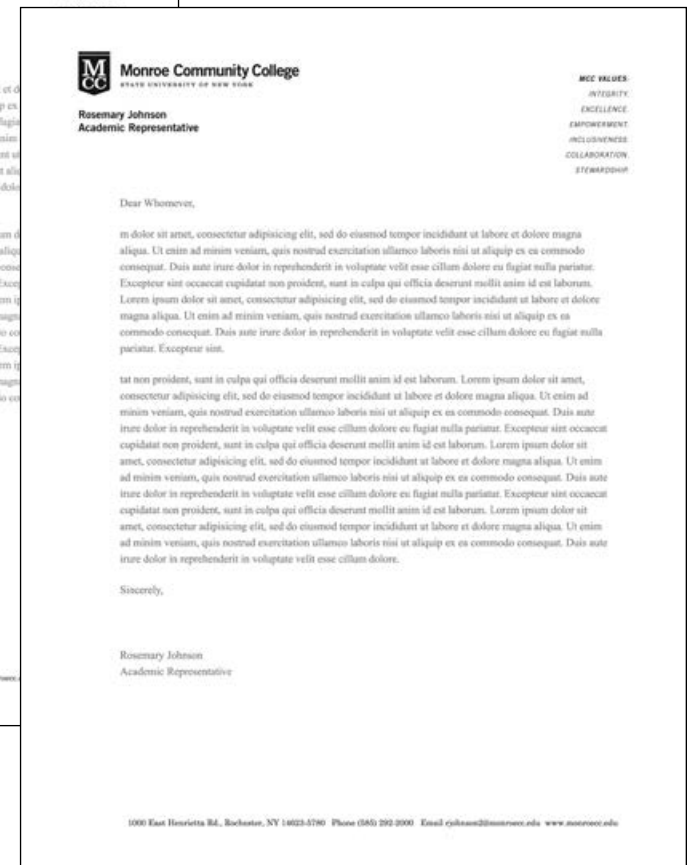 M
CC
Monroe Community College
STATE UNIVERSITY OF NEW YORK
Rosemary Johnson
Academic Representative
MCC VALUES:
INTEGRITY.
EXCELLENCE.
EMPOWERMENT.
INCLUSIVENESS.
COLLABORATION.
STEWARDSHIP.
Dear Whomever,
m dolor sit amet, consectetur adipisicing elit, sed do eiusmod tempor incididunt ut labore et dolore magna
aliqua. Ut enim ad minim veniam, quis nostrud exercitation ullamco laboris nisi ut aliquip ex ea commodo
consequat. Duis aute irure dolor in reprehenderit in voluptate velit esse cillum dolore eu fugiat nulla pariatur.
Excepteur sint occaecat cupidatat non proident, sunt in culpa qui officia deserunt mollit anim id est laborum.
Lorem ipsum dolor sit amet, consectetur adipisicing elit, sed do eiusmod tempor incididunt ut labore et dolore
magna aliqua. Ut enim ad minim veniam, quis nostrud exercitation ullamco laboris nisi ut aliquip ex ea
commodo consequat. Duis aute irure dolor in reprehenderit in voluptate velit esse cillum dolore eu fugiat nulla
pariatur. Excepteur sint.
tat non proident, sunt in culpa qui officia deserunt mollit anim id est laborum. Lorem ipsum dolor sit amet,
consectetur adipisicing elit, sed do eiusmod tempor incididunt ut labore et dolore magna aliqua. Ut enim ad
minim veniam, quis nostrud exercitation ullamco laboris nisi ut aliquip ex ea commodo consequat. Duis aute
irure dolor in reprehenderit in voluptate velit esse cillum dolore eu fugiat nulla pariatur. Excepteur sint occaecat
cupidatat non proident, sunt in culpa qui officia deserunt mollit anim id est laborum. Lorem ipsum dolor sit
amet, consectetur adipisicing elit, sed do eiusmod tempor incididunt ut labore et dolore magna aliqua. Ut enim
ad minim veniam, quis nostrud exercitation ullamco laboris nisi ut aliquip ex ea commodo consequat. Duis aute
irure dolor in reprehenderit in voluptate velit esse cillum dolore eu fugiat nulla pariatur. Excepteur sint occaecat
cupidatat non proident, sunt in culpa qui officia deserunt mollit anim id est laborum. Lorem ipsum dolor sit
amet, consectetur adipisicing elit, sed do eiusmod tempor incididunt ut labore et dolore magna aliqua. Ut enim
ad minim veniam, quis nostrud exercitation ullamco laboris nisi ut aliquip ex ea commodo consequat. Duis aute
irure dolor in reprehenderit in voluptate velit esse cillum dolore.
Sincerely,
Rosemary Johnson
Academic Representative
1000 East Henrietta Rd., Rochester, NY 14623-5780 Phone (585) 292-2000 Email rjohnson2@monroecc.edu www.monroecc.edu